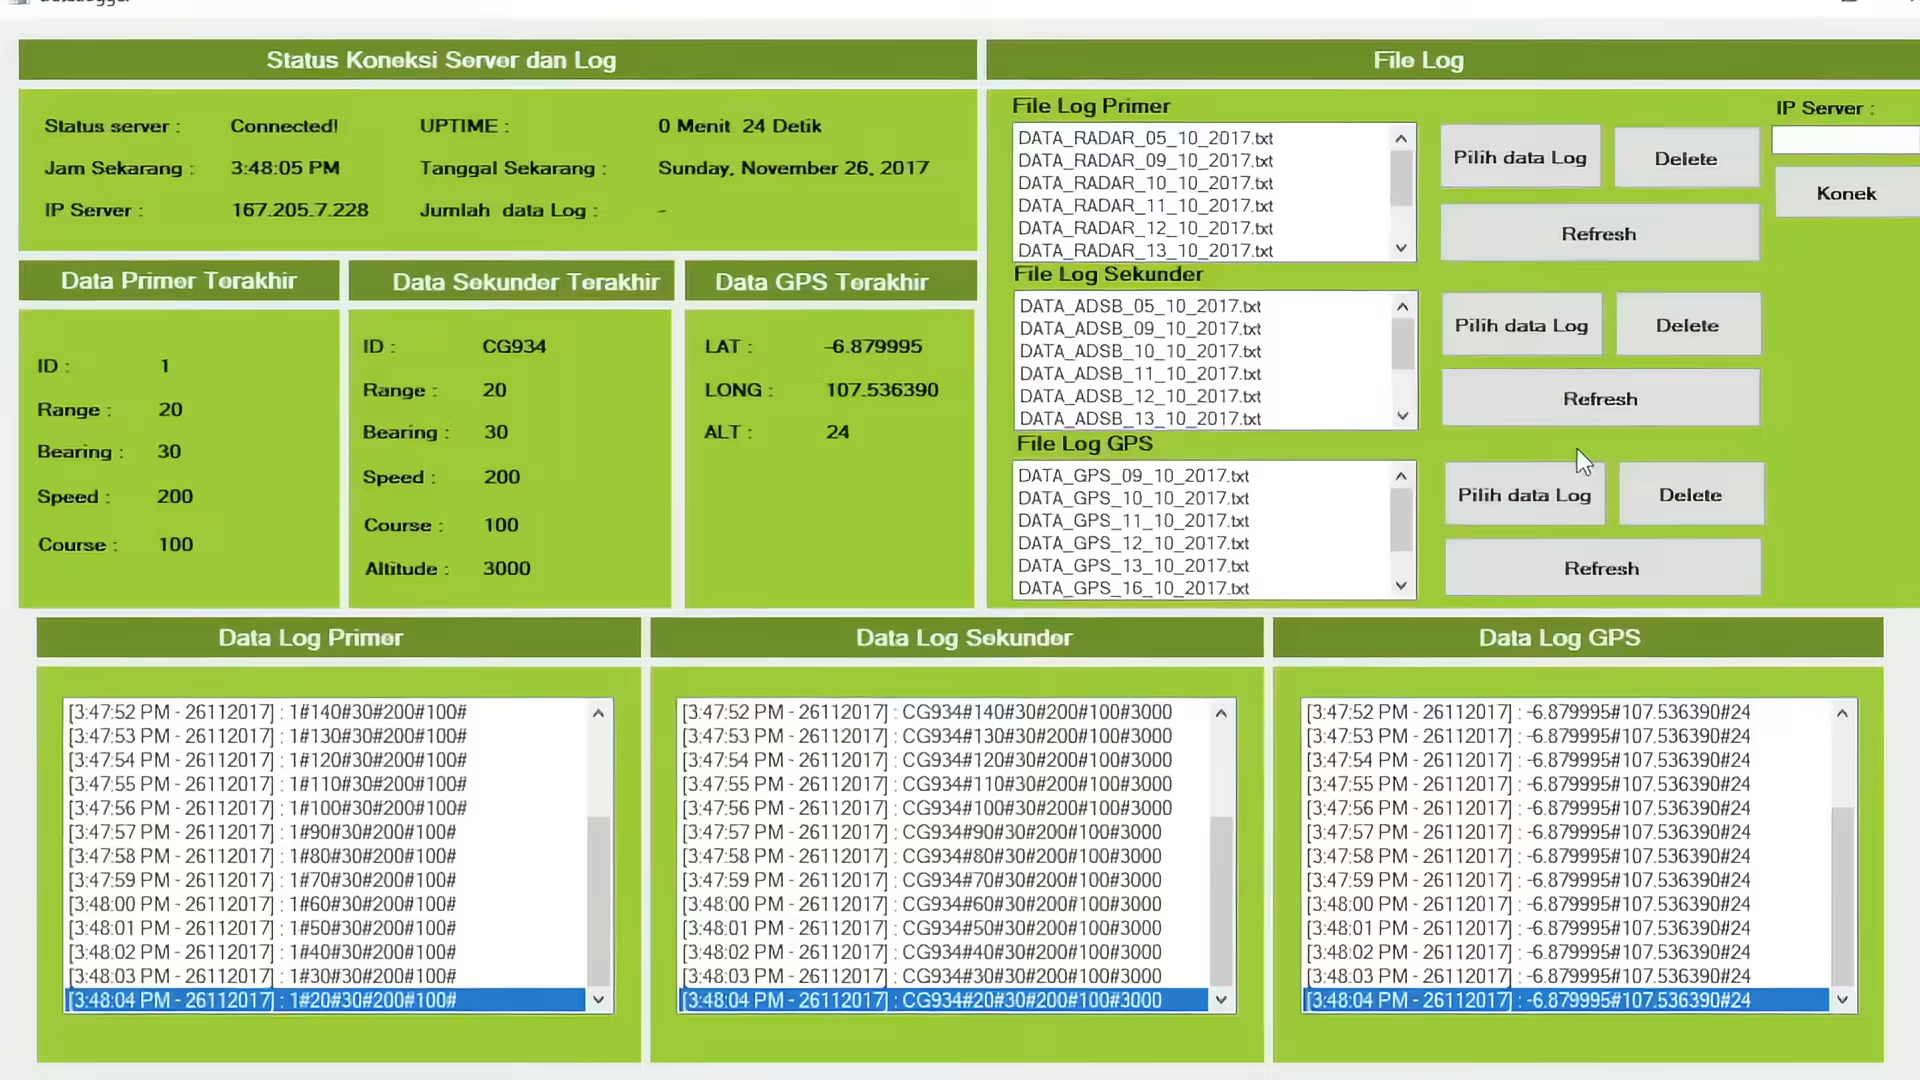 Status Koneksi Server dan Log
Status server : Connected! UPTIME : 0 Menit 24 Detik
Jam Sekarang : 3:48:05 PM Tanggal Sekarang : Sunday, November 26, 2017
IP Server : 167.205.7.228 Jumlah data Log : -
File Log
File Log Primer
DATA_RADAR_05_10_2017.txt
DATA_RADAR_09_10_2017.txt
DATA_RADAR_10_10_2017.txt
DATA_RADAR_11_10_2017.txt
DATA_RADAR_12_10_2017.txt
DATA_RADAR_13_10_2017.txt
Pilih data Log Delete
Refresh
IP Server :
Konek
File Log Sekunder
DATA_ADSB_05_10_2017.txt
DATA_ADSB_09_10_2017.txt
DATA_ADSB_10_10_2017.txt
DATA_ADSB_11_10_2017.txt
DATA_ADSB_12_10_2017.txt
DATA_ADSB_13_10_2017.txt
Pilih data Log Delete
Refresh
File Log GPS
DATA_GPS_09_10_2017.txt
DATA_GPS_10_10_2017.txt
DATA_GPS_11_10_2017.txt
DATA_GPS_12_10_2017.txt
DATA_GPS_13_10_2017.txt
DATA_GPS_16_10_2017.txt
Pilih data Log Delete
Refresh
Data Primer Terakhir
ID : 1
Range : 20
Bearing : 30
Speed : 200
Course : 100
Data Sekunder Terakhir
ID : CG934
Range : 20
Bearing : 30
Speed : 200
Course : 100
Altitude : 3000
Data GPS Terakhir
LAT : -6.879995
LONG : 107.536390
ALT : 24
Data Log Primer
[3:47:52 PM - 26112017] : 1#140#30#200#100#
[3:47:53 PM - 26112017] : 1#130#30#200#100#
[3:47:54 PM - 26112017] : 1#120#30#200#100#
[3:47:55 PM - 26112017] : 1#110#30#200#100#
[3:47:56 PM - 26112017] : 1#100#30#200#100#
[3:47:57 PM - 26112017] : 1#90#30#200#100#
[3:47:58 PM - 26112017] : 1#80#30#200#100#
[3:47:59 PM - 26112017] : 1#70#30#200#100#
[3:48:00 PM - 26112017] : 1#60#30#200#100#
[3:48:01 PM - 26112017] : 1#50#30#200#100#
[3:48:02 PM - 26112017] : 1#40#30#200#100#
[3:48:03 PM - 26112017] : 1#30#30#200#100#
[3:48:04 PM - 26112017] : 1#20#30#200#100#
Data Log Sekunder
[3:47:52 PM - 26112017] : CG934#140#30#200#100#3000
[3:47:53 PM - 26112017] : CG934#130#30#200#100#3000
[3:47:54 PM - 26112017] : CG934#120#30#200#100#3000
[3:47:55 PM - 26112017] : CG934#110#30#200#100#3000
[3:47:56 PM - 26112017] : CG934#100#30#200#100#3000
[3:47:57 PM - 26112017] : CG934#90#30#200#100#3000
[3:47:58 PM - 26112017] : CG934#80#30#200#100#3000
[3:47:59 PM - 26112017] : CG934#70#30#200#100#3000
[3:48:00 PM - 26112017] : CG934#60#30#200#100#3000
[3:48:01 PM - 26112017] : CG934#50#30#200#100#3000
[3:48:02 PM - 26112017] : CG934#40#30#200#100#3000
[3:48:03 PM - 26112017] : CG934#30#30#200#100#3000
[3:48:04 PM - 26112017] : CG934#20#30#200#100#3000
Data Log GPS
[3:47:52 PM - 26112017] : -6.879995#107.536390#24
[3:47:53 PM - 26112017] : -6.879995#107.536390#24
[3:47:54 PM - 26112017] : -6.879995#107.536390#24
[3:47:55 PM - 26112017] : -6.879995#107.536390#24
[3:47:56 PM - 26112017] : -6.879995#107.536390#24
[3:47:57 PM - 26112017] : -6.879995#107.536390#24
[3:47:58 PM - 26112017] : -6.879995#107.536390#24
[3:47:59 PM - 26112017] : -6.879995#107.536390#24
[3:48:00 PM - 26112017] : -6.879995#107.536390#24
[3:48:01 PM - 26112017] : -6.879995#107.536390#24
[3:48:02 PM - 26112017] : -6.879995#107.536390#24
[3:48:03 PM - 26112017] : -6.879995#107.536390#24
[3:48:04 PM - 26112017] : -6.879995#107.536390#24